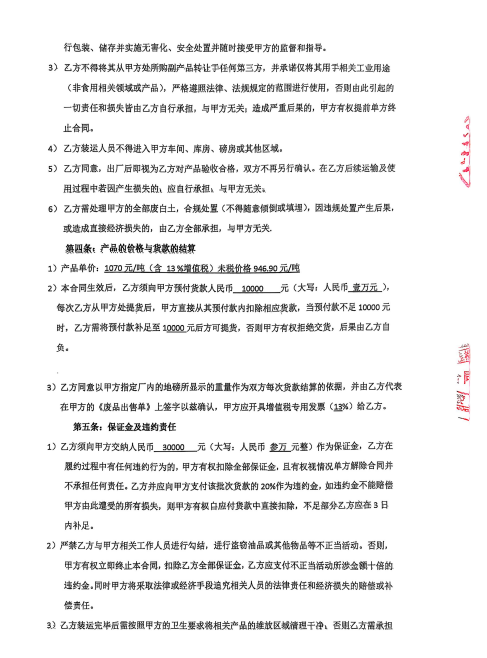 行包装、储存并实施无害化、安全处置并随时接受甲方的监督和指导。
3） 乙方不得将其从甲方处所购副产品转让予任何第三方，并承诺仅将其用于相关工业用途
（非食用相关领域或产品），严格遵照法律、法规规定的范围进行使用，否则由此引起的
一切责任和损失皆由乙方自行承担，与甲方无关；造成严重后果的，甲方有权提前单方终
止合同。
4） 乙方装运人员不得进入甲方车间、库房、磅房或其他区域。
5） 乙方同意，出厂后即视为乙方对产品验收合格，双方不再另行确认。在乙方后续运输及使
用过程中若因产生损失的，应自行承担，与甲方无关。
6） 乙方需处理甲方的全部废白土，合规处置（不得随意倾倒或填埋），因违规处置产生后果，
或造成直接经济损失的，由乙方全部承担，与甲方无关.
第四条：产品的价格与货款的结算
1）产品单价：1070 元/吨（含 13 %增值税）未税价格 946.90 元/吨
2）本合同生效后，乙方须向甲方预付货款人民币 10000 元（大写：人民币 壹万元 ），
每次乙方从甲方处提货后，甲方直接从其预付款内扣除相应货款，当预付款不足 10000 元
时，乙方需将预付款补足至 10000 元后方可提货，否则甲方有权拒绝交货，后果由乙方自
负。
3）乙方同意以甲方指定厂内的地磅所显示的重量作为双方每次货款结算的依据，并由乙方代表
在甲方的《废品出售单》上签字以兹确认，甲方应开具增值税专用发票（13%）给乙方。
第五条：保证金及违约责任
1）乙方须向甲方交纳人民币 30000 元（大写：人民币 叁万 元整）作为保证金，乙方在
履约过程中有任何违约行为的，甲方有权扣除全部保证金，且有权视情况单方解除合同并
不承担任何责任。乙方并应向甲方支付该批次货款的 20%作为违约金，如违约金不能赔偿
甲方由此遭受的所有损失，则甲方有权自应付货款中直接扣除，不足部分乙方应在 3 日
内补足。
2）严禁乙方与甲方相关工作人员进行勾结，进行盗窃油品或其他物品等不正当活动。否则，
甲方有权立即终止本合同，扣除乙方全部保证金，乙方应支付不正当活动所涉金额十倍的
违约金。同时甲方将采取法律或经济手段追究相关人员的法律责任和经济损失的赔偿或补
偿责任。
3）乙方装运完毕后需按照甲方的卫生要求将相关产品的堆放区域清理干净，否则乙方需承担